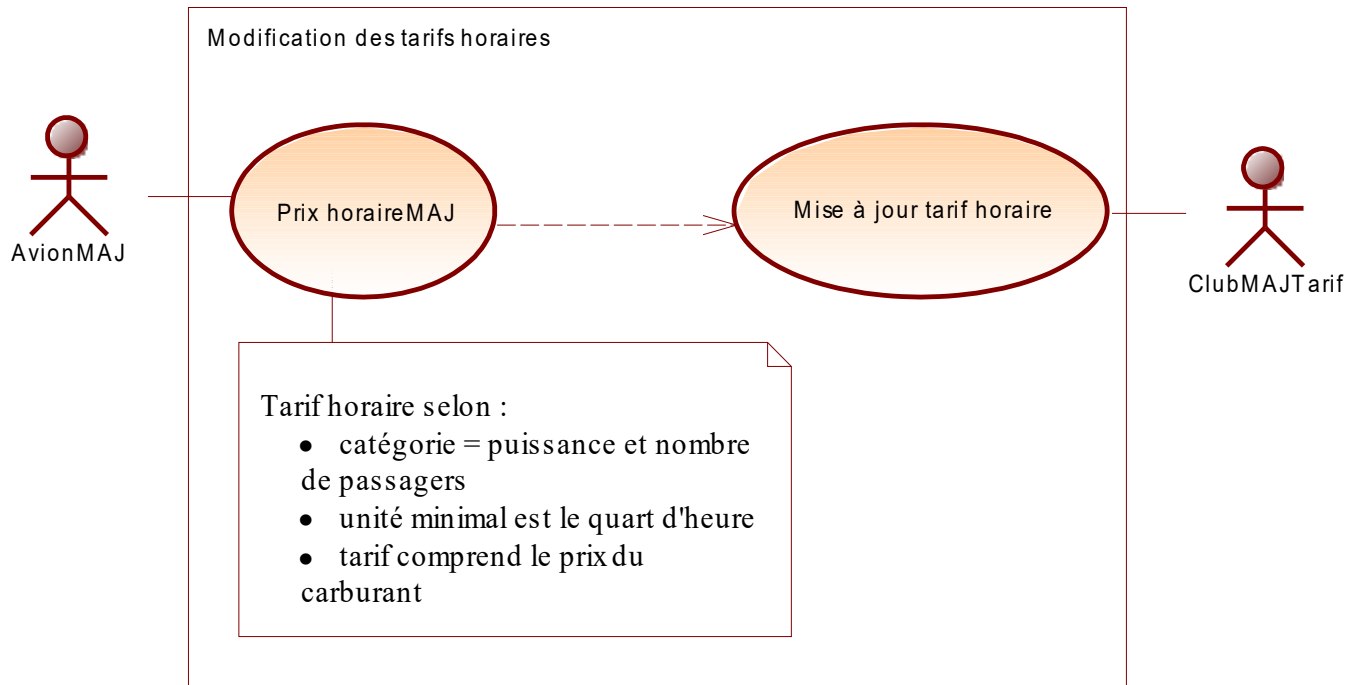 Modification des tarifs horaires
AvionMAJ
Prix horaireMAJ
Mise à jour tarif horaire
ClubMAJTarif
Tarif horaire selon :
● catégorie = puissance et nombre
de passagers
● unité minimal est le quart d'heure
● tarif comprend le prix du
carburant